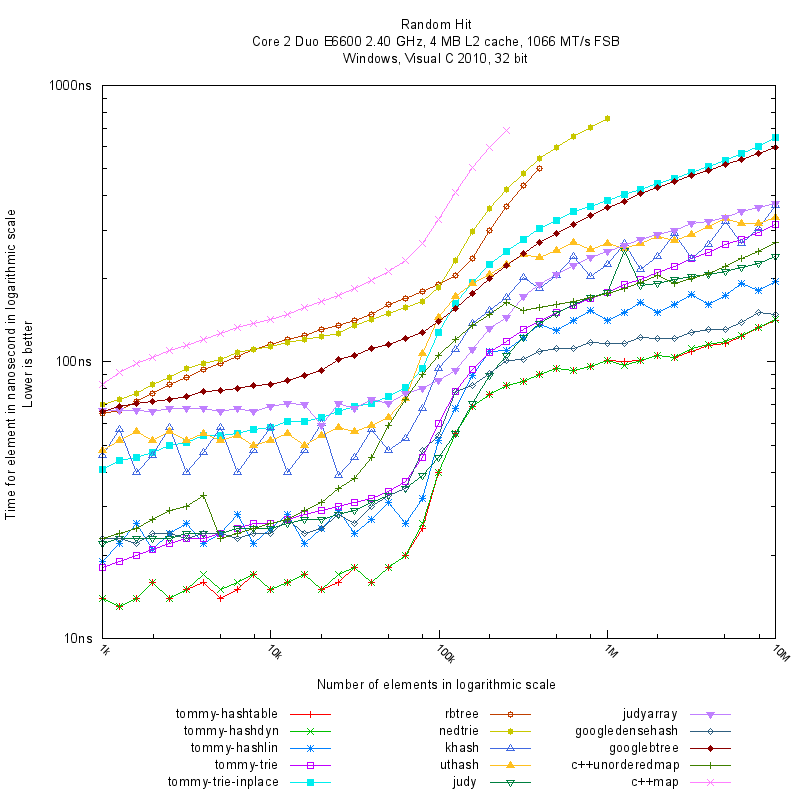 Random Hit
Core 2 Duo E6600 2.40 GHz, 4 MB L2 cache, 1066 MT/s FSB
Windows, Visual C 2010, 32 bit
1000ns
100ns
10ns
Time for element in nanosecond in logarithmic scale
Lower is better
1k
10k
100k
1M
10M
Number of elements in logarithmic scale
tommy-hashtable
tommy-hashdyn
tommy-hashlin
tommy-trie
tommy-trie-inplace
rbtree
nedtrie
khash
uthash
judy
judyarray
googledensehash
googlebtree
c++unorderedmap
c++map